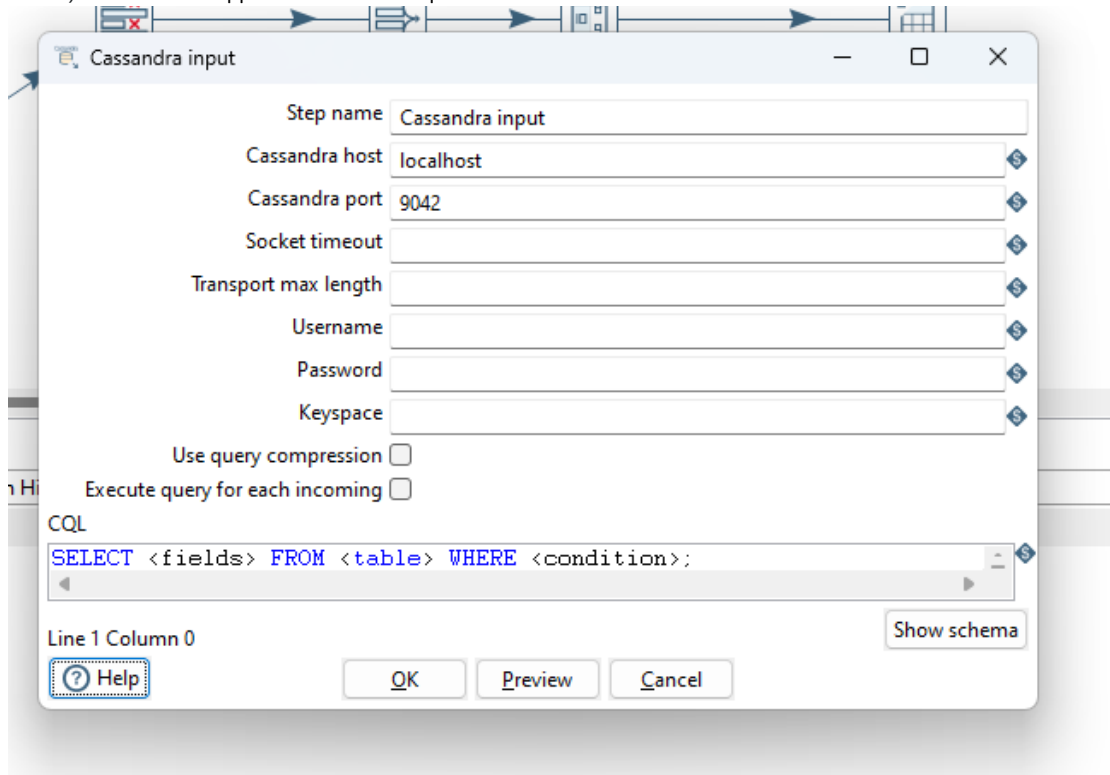 Cassandra input
Step name Cassandra input
Cassandra host localhost
Cassandra port 9042
Socket timeout
Transport max length
Username
Password
Keyspace
Use query compression
n Hi
Execute query for each incoming
CQL
SELECT <fields> FROM <table> WHERE <condition>;
Show schema
Line 1 Column 0
Help OK Preview Cancel